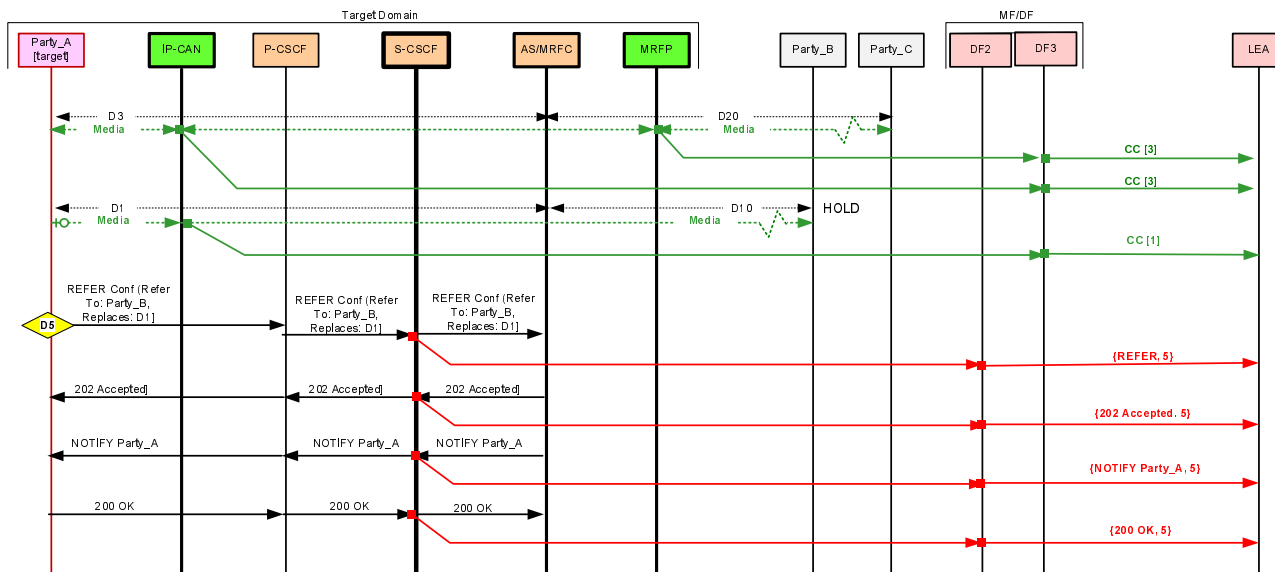 Target Domain
MF/DF
Party_A
[target]
IP-CAN
P-CSCF
S-CSCF
AS/MRFC
MRFP
Party_B
Party_C
DF2
DF3
LEA
D3
D20
Media
Media
CC [3]
CC [3]
D1
D10
HOLD
Media
Media
CC [1]
REFER Conf (Refer
To: Party_B,
Replaces: D1]
REFER Conf (Refer
To: Party_B,
Replaces: D1]
REFER Conf (Refer
To: Party_B,
Replaces: D1]
D5
{REFER, 5}
202 Accepted]
202 Accepted]
202 Accepted]
{202 Accepted. 5}
NOTIFY Party_A
NOTIFY Party_A
NOTIFY Party_A
{NOTIFY Party_A, 5}
200 OK
200 OK
200 OK
{200 OK, 5}